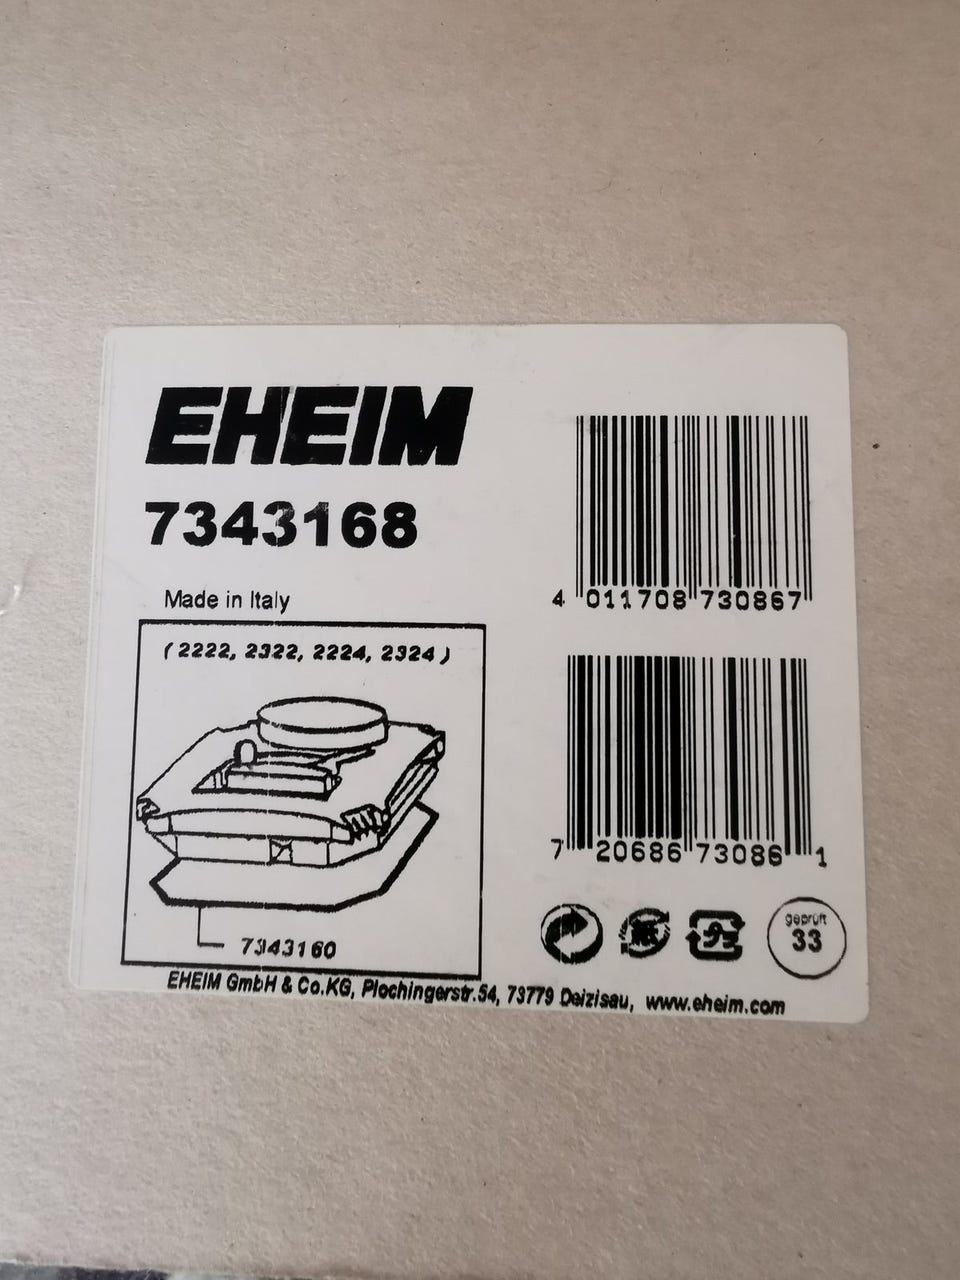 EHEIM
7343168
Made in Italy
(2222, 2322, 2224, 2324)
7343160
4 011708 730867
7 20686 73086 1
geprüft
33
EHEIM GmbH & Co.KG, Plochingerstr.54, 73779 Deizisau, www.eheim.com